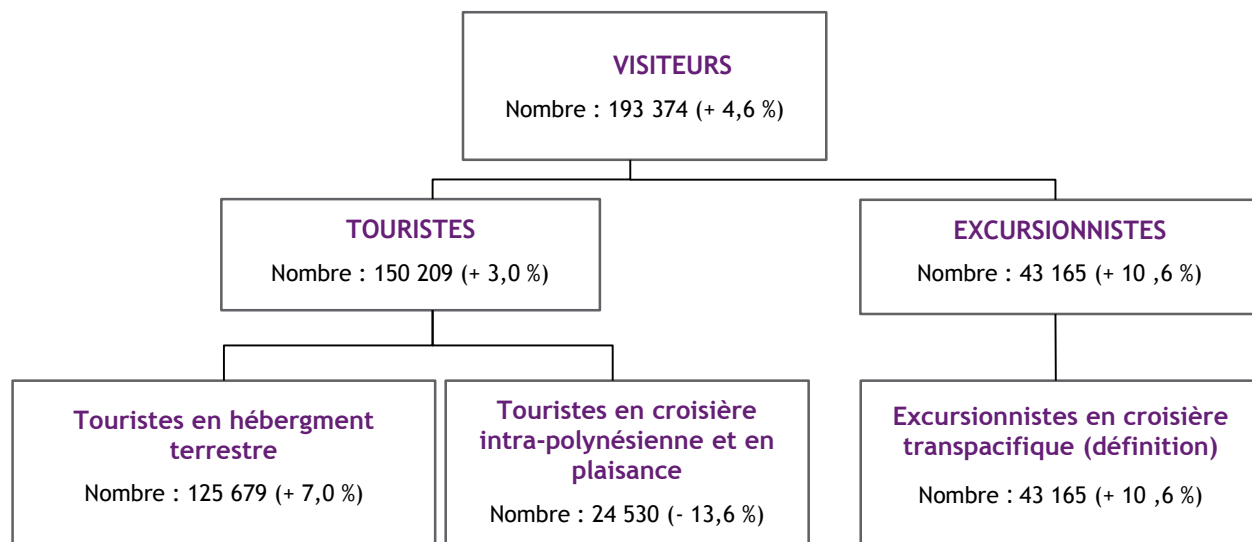 VISITEURS
Nombre : 193 374 (+ 4,6 %)
TOURISTES
Nombre : 150 209 (+ 3,0 %)
EXCURSIONNISTES
Nombre : 43 165 (+ 10 ,6 %)
Touristes en hébergment
terrestre
Nombre : 125 679 (+ 7,0 %)
Touristes en croisière
intra-polynésienne et en
plaisance
Nombre : 24 530 (- 13,6 %)
Excursionnistes en croisière
transpacifique (définition)
Nombre : 43 165 (+ 10 ,6 %)